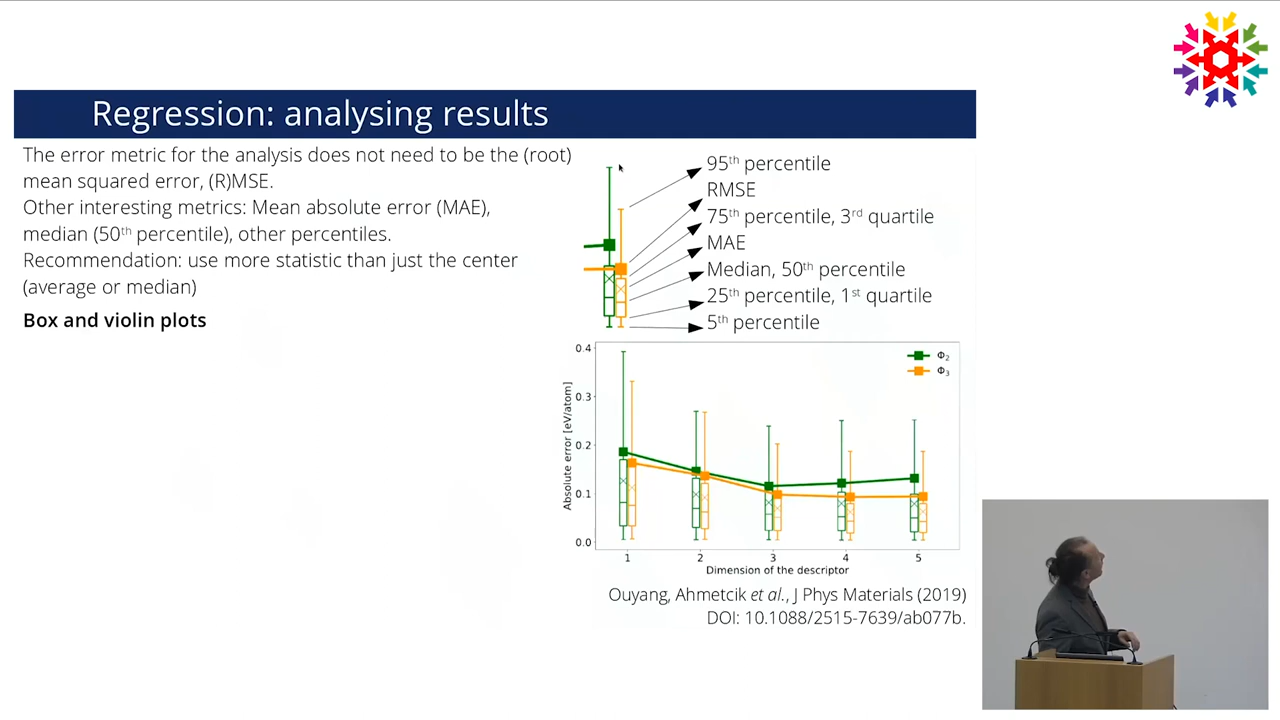 Regression: analysing results
The error metric for the analysis does not need to be the (root)
mean squared error, (R)MSE.
Other interesting metrics: Mean absolute error (MAE),
median (50th percentile), other percentiles.
Recommendation: use more statistic than just the center
(average or median)
Box and violin plots
95th percentile
RMSE
75th percentile, 3rd quartile
MAE
Median, 50th percentile
25th percentile, 1st quartile
5th percentile
Φ2
Φ3
Absolute error [eV/atom]
0.4
0.3
0.2
0.1
0.0
1 2 3 4 5
Dimension of the descriptor
Ouyang, Ahmetcik et al., J Phys Materials (2019)
DOI: 10.1088/2515-7639/ab077b.